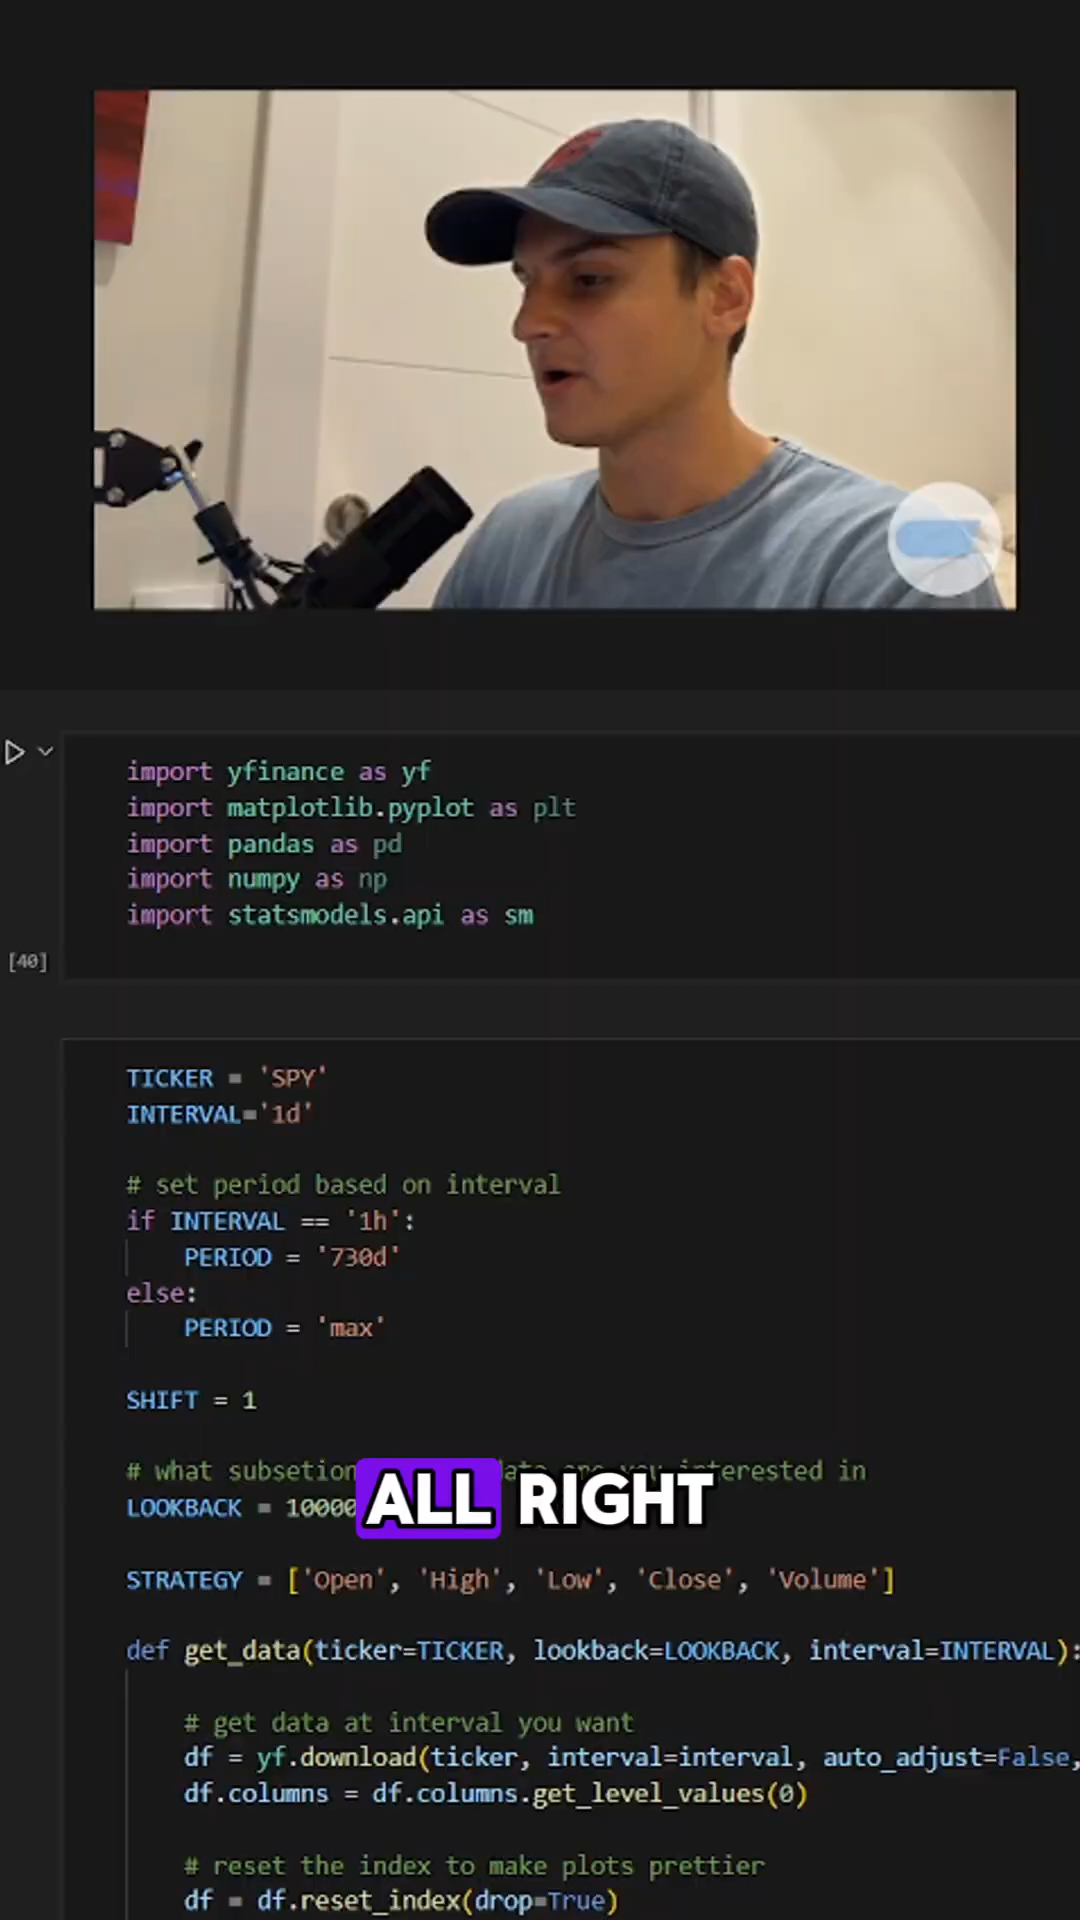 import yfinance as yf
import matplotlib.pyplot as plt
import pandas as pd
import numpy as np
import statsmodels.api as sm
[40]
TICKER = 'SPY'
INTERVAL='1d'
# set period based on interval
if INTERVAL == '1h':
PERIOD = '730d'
else:
PERIOD = 'max'
SHIFT = 1
# what subsetion are you interested in
LOOKBACK = 10000
ALL RIGHT
STRATEGY = ['Open', 'High', 'Low', 'Close', 'Volume']
def get_data(ticker=TICKER, lookback=LOOKBACK, interval=INTERVAL):
# get data at interval you want
df = yf.download(ticker, interval=interval, auto_adjust=False,
df.columns = df.columns.get_level_values(0)
# reset the index to make plots prettier
df = df.reset_index(drop=True)